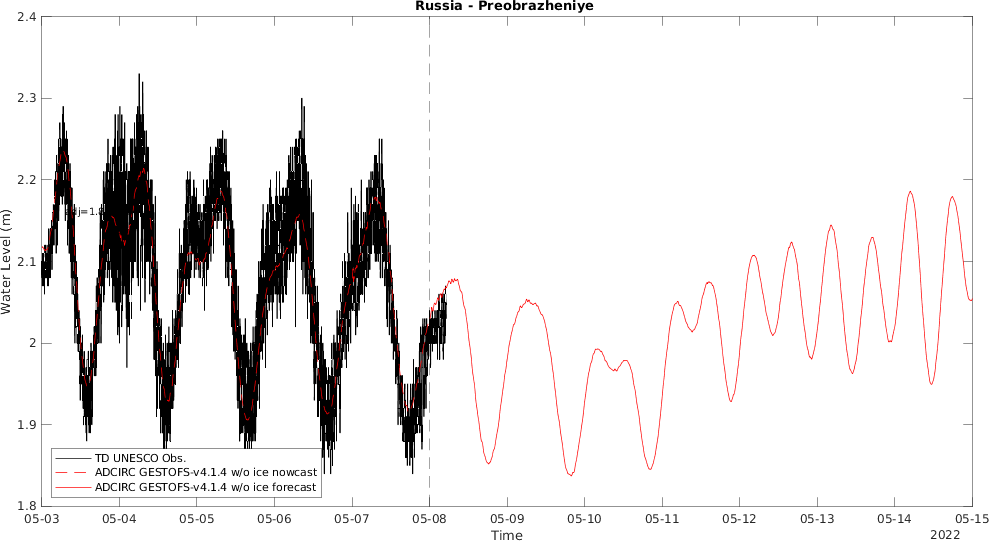 Russia - Preobrazheniye
2.4
2.3
2.2
2.1
2
1.9
1.8
Water Level (m)
TD UNESCO Obs.
ADCIRC GESTOFS-v4.1.4 w/o ice nowcast
ADCIRC GESTOFS-v4.1.4 w/o ice forecast
05-03 05-04 05-05 05-06 05-07 05-08 05-09 05-10 05-11 05-12 05-13 05-14 05-15
Time
2022